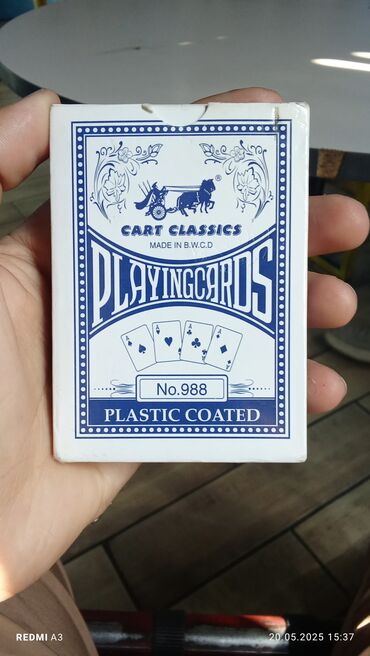 ®
CART CLASSICS
MADE IN B.W.C.D
PLAYINGCARDS
A A A A
No.988
PLASTIC COATED
REDMI A3
20.05.2025 15:37